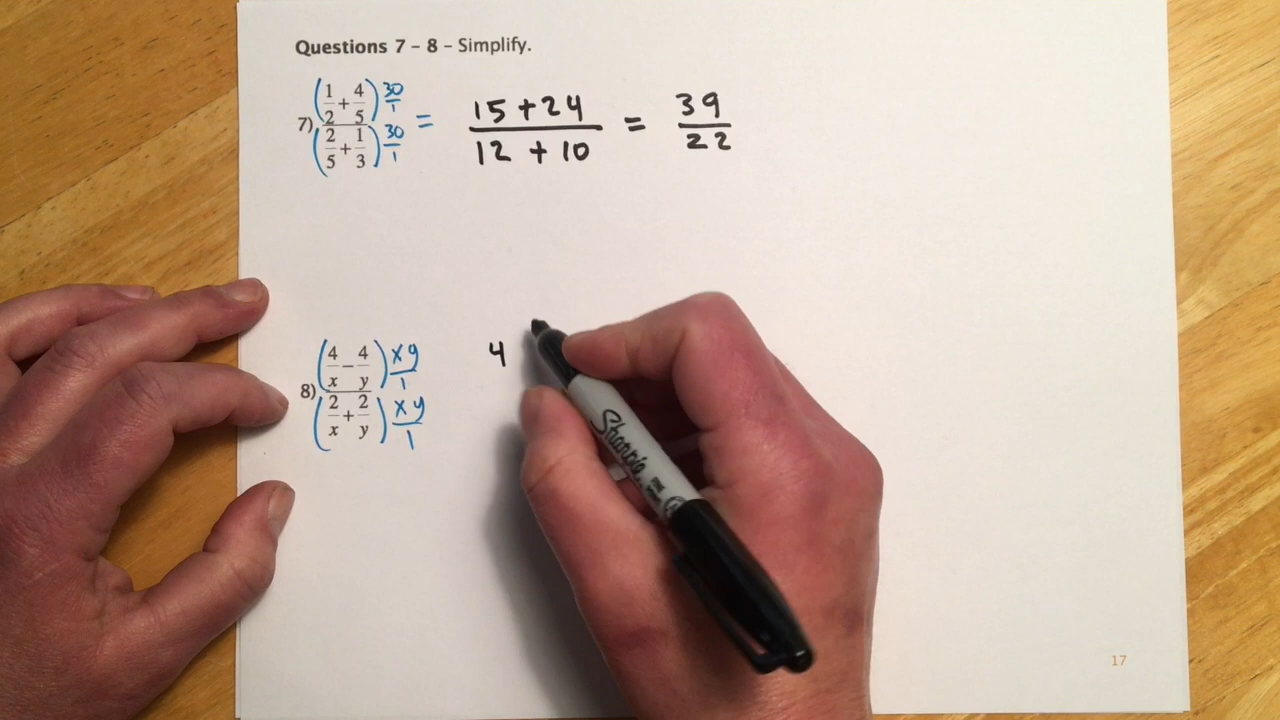 Questions 7 – 8 – Simplify.
7) (1/2 + 4/5) 30/1 / (2/5 + 1/3) 30/1 = 15 + 24 / 12 + 10 = 39 / 22
8) (4/x − 4/y) xy/1 / (2/x + 2/y) xy/1 4
Sharpie.
17